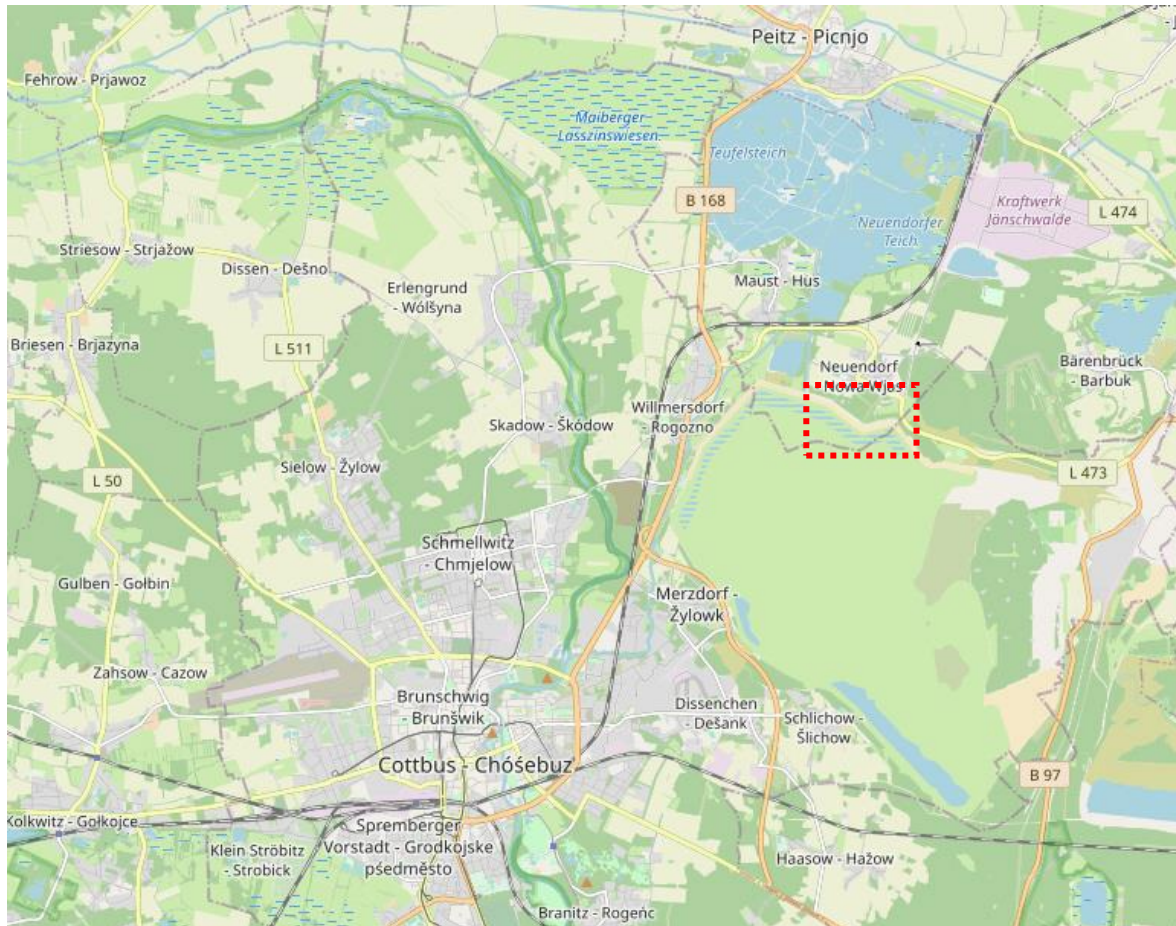 Peitz - Picnjo
Fehrow - Prjawoz
Maiberger
Lasszinswiesen
Teufelsteich
B 168
Kraftwerk
Jänschwalde
L 474
Neuendorfer
Teich
Striesow - Strjažow
Dissen - Dešno
Erlengrund
- Wólšyna
Maust - Hus
Briesen - Brjazyna
L 511
Neuendorf
- Nowa Wjas
Bärenbrück
- Barbuk
Willmersdorf
- Rogozno
Skadow - Škódow
Sielow - Žylow
L 50
L 473
Schmellwitz
- Chmjelow
Gulben - Gołbin
Merzdorf -
Žylowk
Zahsow - Cazow
Brunschwig
- Brunšwik
Dissenchen
- Dešank
Schlichow -
Šlichow
Cottbus - Chóśebuz
B 97
Kolkwitz - Gołkojce
Spremberger
Vorstadt - Grodkojske
pśedměsto
Klein Ströbitz
- Strobick
Haasow - Hažow
Branitz - Rogeńc